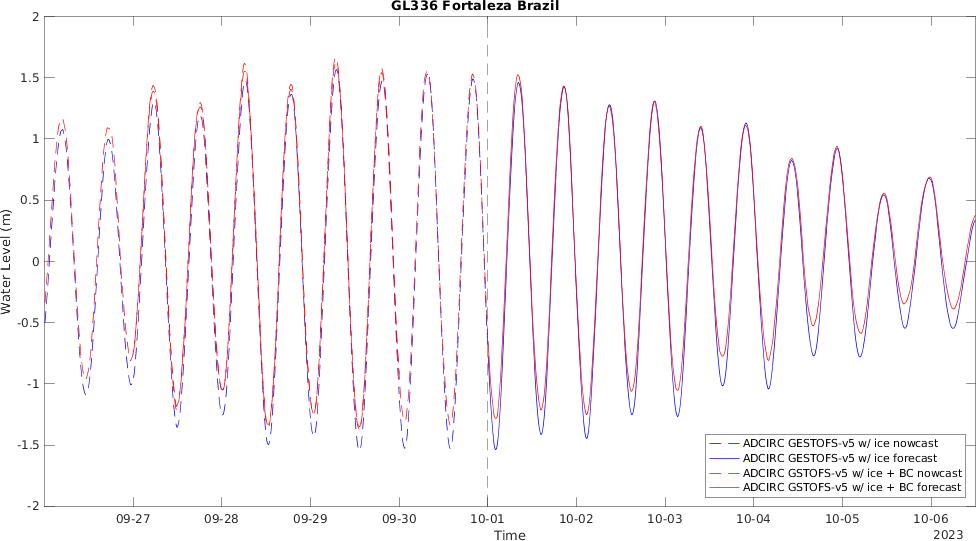 GL336 Fortaleza Brazil
2
1.5
1
0.5
0
-0.5
-1
-1.5
-2
Water Level (m)
ADCIRC GESTOFS-v5 w/ ice nowcast
ADCIRC GESTOFS-v5 w/ ice forecast
ADCIRC GSTOFS-v5 w/ ice + BC nowcast
ADCIRC GSTOFS-v5 w/ ice + BC forecast
09-27 09-28 09-29 09-30 10-01 10-02 10-03 10-04 10-05 10-06
Time
2023